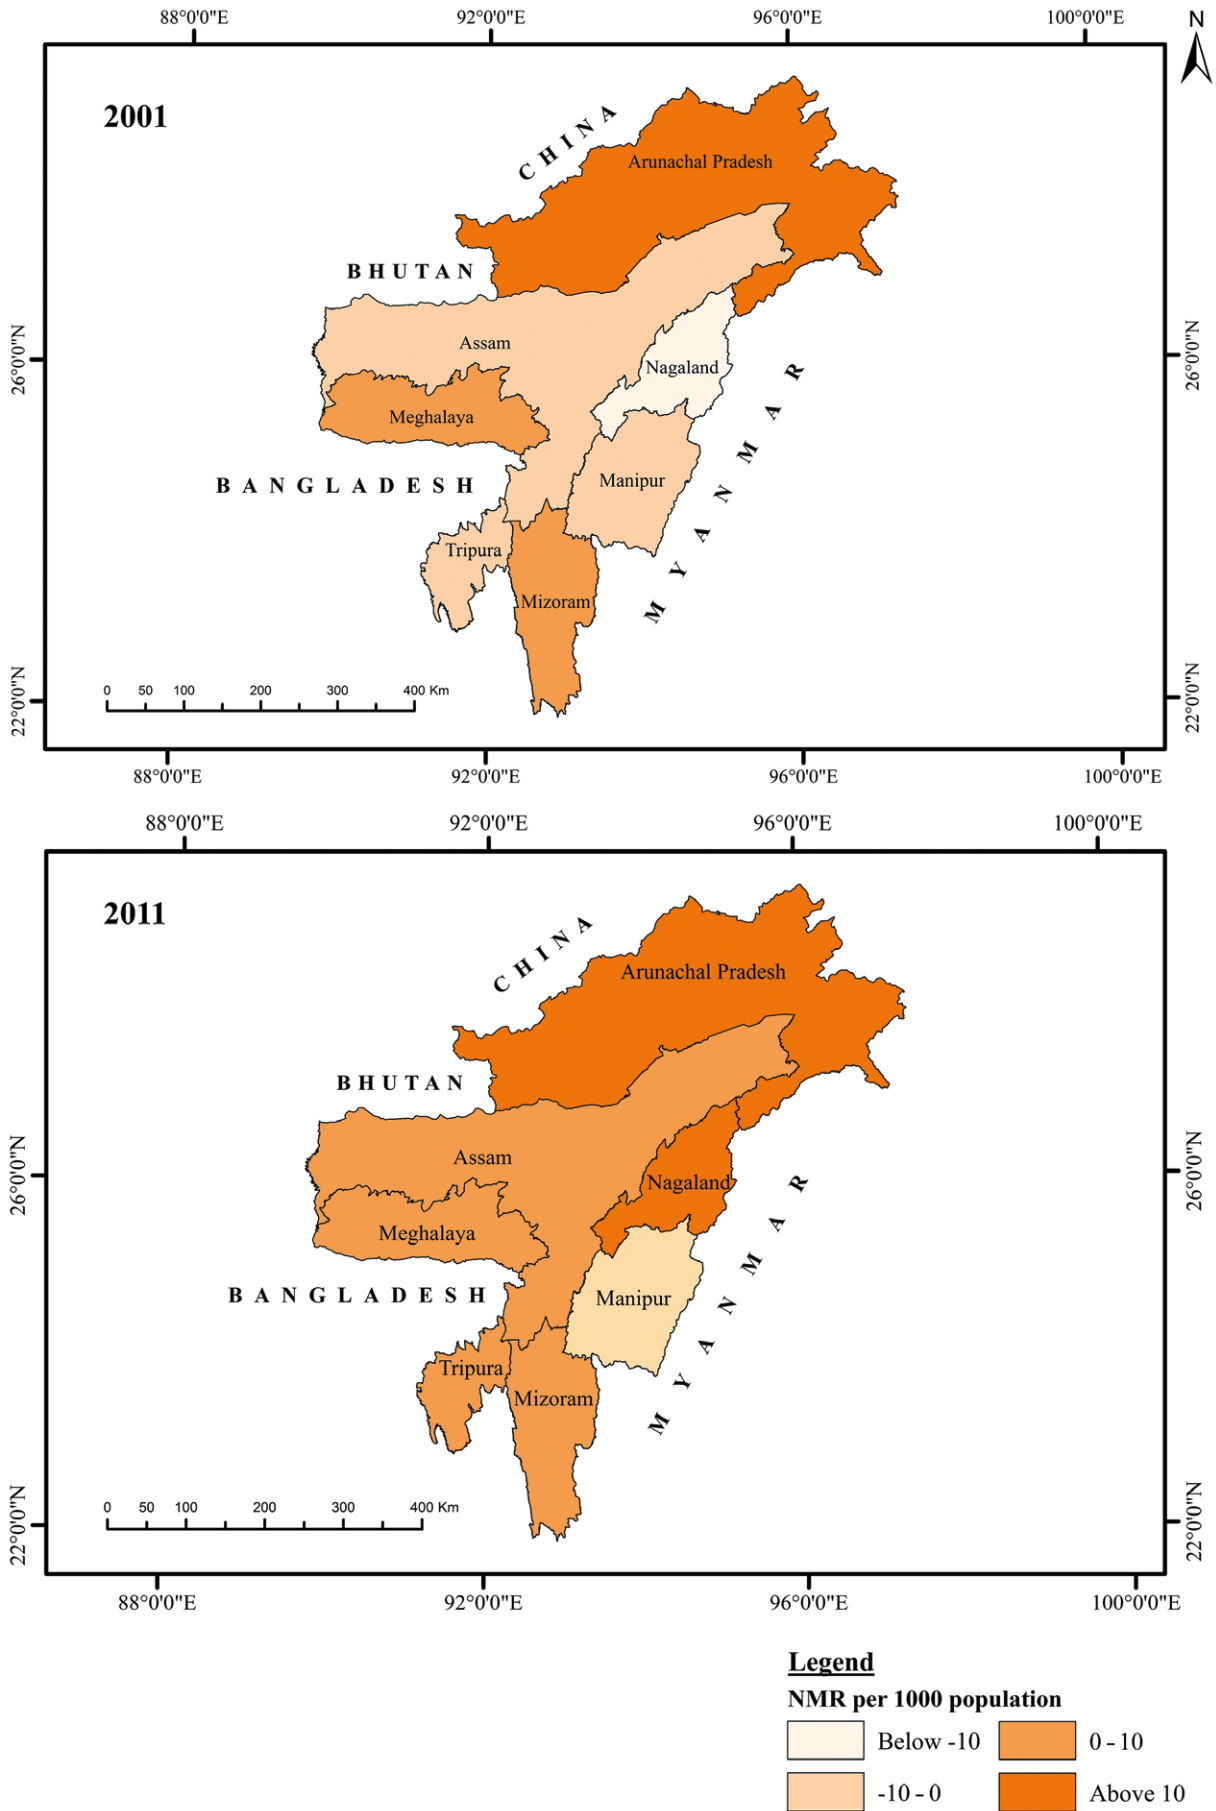 88°0'0"E 92°0'0"E 96°0'0"E 100°0'0"E
N
2001
CHINA
Arunachal Pradesh
BHUTAN
Assam
Nagaland
26°0'0"N
26°0'0"N
Meghalaya
BANGLADESH
Manipur
MYANMAR
Tripura
Mizoram
0 50 100 200 300 400 Km
22°0'0"N
22°0'0"N
88°0'0"E 92°0'0"E 96°0'0"E 100°0'0"E
88°0'0"E 92°0'0"E 96°0'0"E 100°0'0"E
2011
CHINA
Arunachal Pradesh
BHUTAN
Assam
Nagaland
26°0'0"N
26°0'0"N
Meghalaya
BANGLADESH
Manipur
MYANMAR
Tripura
Mizoram
0 50 100 200 300 400 Km
22°0'0"N
22°0'0"N
88°0'0"E 92°0'0"E 96°0'0"E 100°0'0"E
Legend
NMR per 1000 population
Below -10 0 - 10
-10 - 0 Above 10